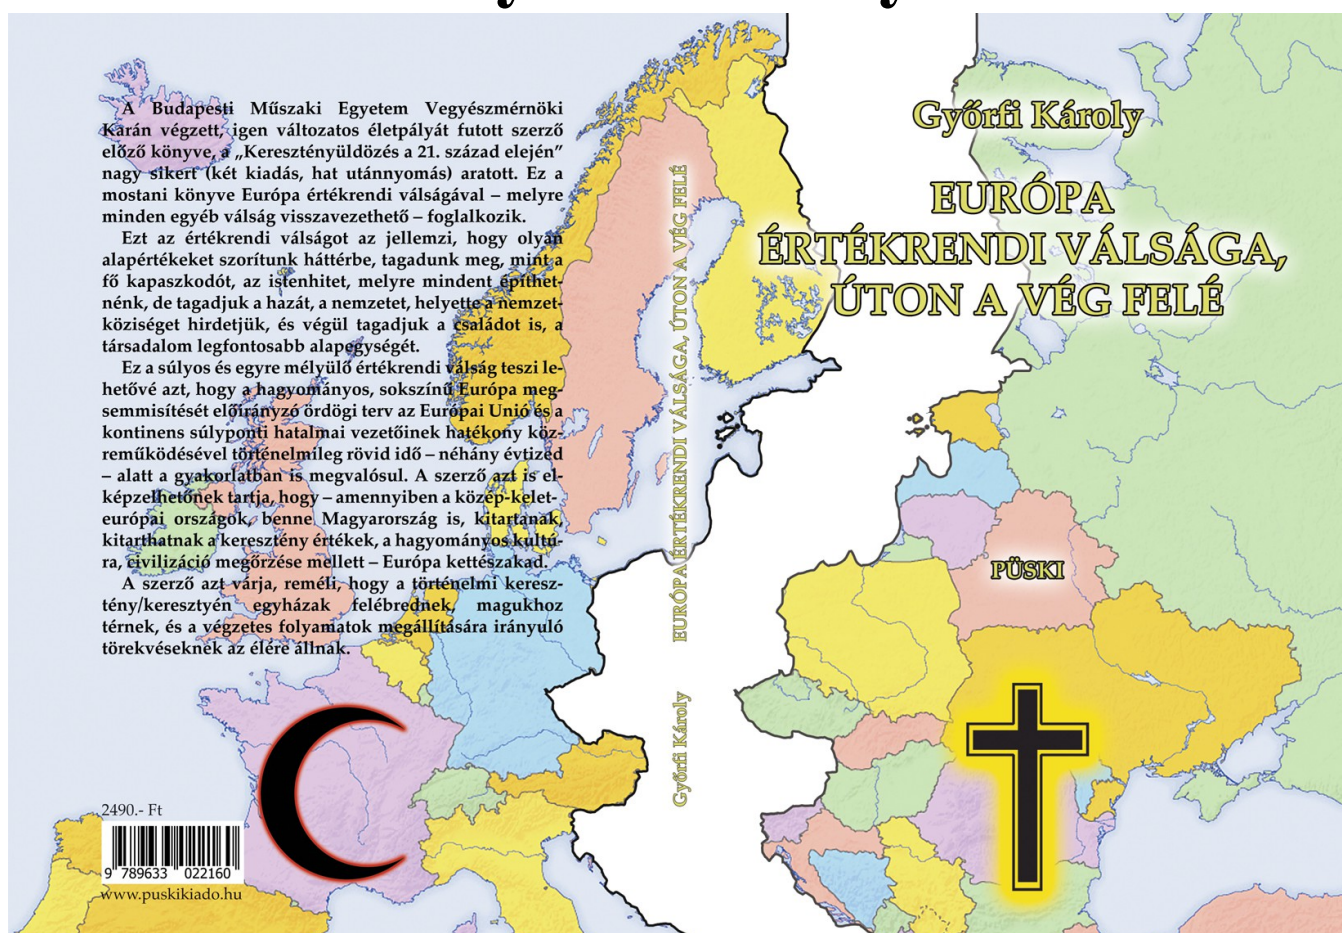 A Budapesti Műszaki Egyetem Vegyészmérnöki
Karán végzett, igen változatos életpályát futott szerző
előző könyve, a „Keresztényüldözés a 21. század elején”
nagy sikert (két kiadás, hat utánnyomás) aratott. Ez a
mostani könyve Európa értékrendi válságával – melyre
minden egyéb válság visszavezethető – foglalkozik.
Ezt az értékrendi válságot az jellemzi, hogy olyan
alapértékeket szorítunk háttérbe, tagadunk meg, mint a
fő kapaszkodót, az istenhitet, melyre mindent építhet-
nénk, de tagadjuk a hazát, a nemzetet, helyette a nemzet-
köziséget hirdetjük, és végül tagadjuk a családot is, a
társadalom legfontosabb alapegységét.
Ez a súlyos és egyre mélyülő értékrendi válság teszi le-
hetővé azt, hogy a hagyományos, sokszínű Európa meg-
semmisítését előirányzó ördögi terv az Európai Unió és a
kontinens súlyponti hatalmai vezetőinek hatékony köz-
reműködésével történelmileg rövid idő – néhány évtized
– alatt a gyakorlatban is megvalósul. A szerző azt is el-
képzelhetőnek tartja, hogy – amennyiben a közép-kelet-
európai országok, benne Magyarország is, kitartanak,
kitarthatnak a keresztény értékek, a hagyományos kultú-
ra, civilizáció megőrzése mellett – Európa kettészakad.
A szerző azt várja, reméli, hogy a történelmi keresz-
tény/keresztyén egyházak felébrednek, magukhoz
térnek, és a végzetes folyamatok megállítására irányuló
törekvéseknek az élére állnak.
2490.- Ft
9 789633 022160
www.puskikiado.hu
Győrfi Károly EURÓPA ÉRTÉKRENDI VÁLSÁGA, ÚTON A VÉG FELÉ
Győrfi Károly
EURÓPA
ÉRTÉKRENDI VÁLSÁGA,
ÚTON A VÉG FELÉ
PÜSKI